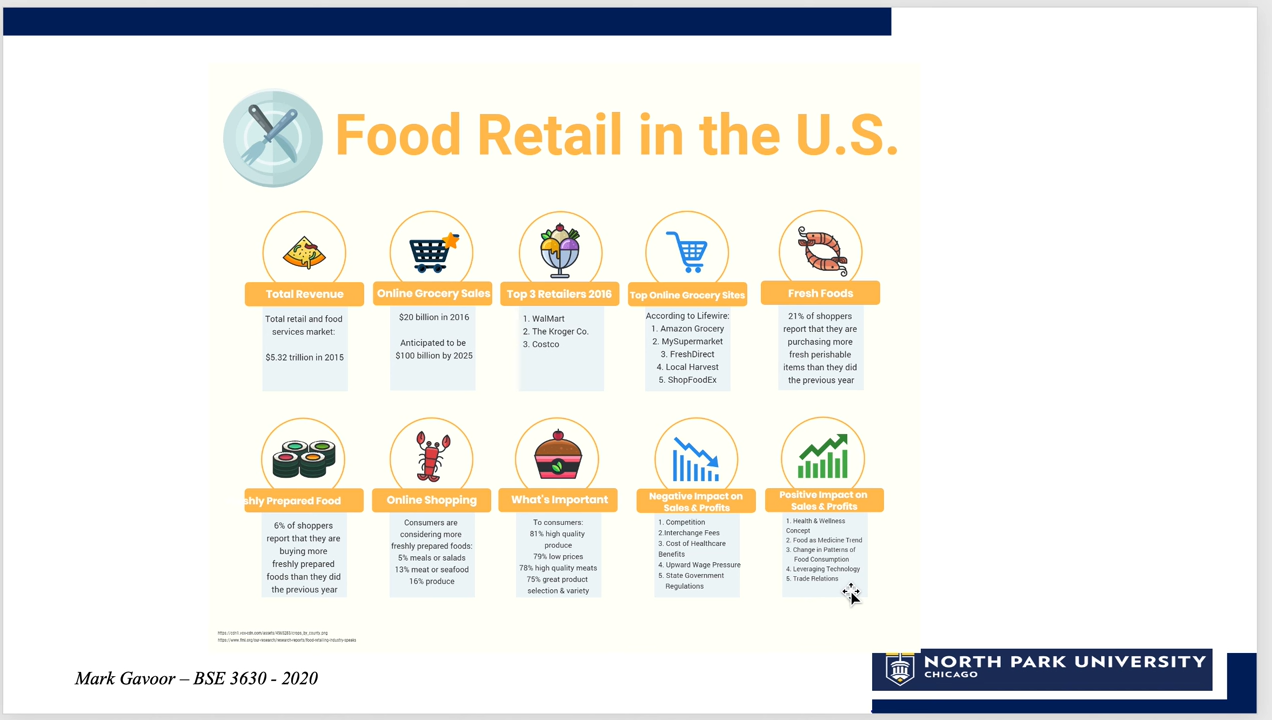 Food Retail in the U.S.
Total Revenue
Total retail and food
services market:
$5.32 trillion in 2015
Online Grocery Sales
$20 billion in 2016
Anticipated to be
$100 billion by 2025
Top 3 Retailers 2016
1. WalMart
2. The Kroger Co.
3. Costco
Top Online Grocery Sites
According to Lifewire:
1. Amazon Grocery
2. MySupermarket
3. FreshDirect
4. Local Harvest
5. ShopFoodEx
Fresh Foods
21% of shoppers
report that they are
purchasing more
fresh perishable
items than they did
the previous year
shly Prepared Food
6% of shoppers
report that they are
buying more
freshly prepared
foods than they did
the previous year
Online Shopping
Consumers are
considering more
freshly prepared foods:
5% meals or salads
13% meat or seafood
16% produce
What's Important
To consumers:
81% high quality
produce
79% low prices
78% high quality meats
75% great product
selection & variety
Negative Impact on
Sales & Profits
1. Competition
2.Interchange Fees
3. Cost of Healthcare
Benefits
4. Upward Wage Pressure
5. State Government
Regulations
Positive Impact on
Sales & Profits
1. Health & Wellness
Concept
2. Food as Medicine Trend
3. Change in Patterns of
Food Consumption
4. Leveraging Technology
5. Trade Relations
Mark Gavoor – BSE 3630 - 2020
NORTH PARK UNIVERSITY
CHICAGO